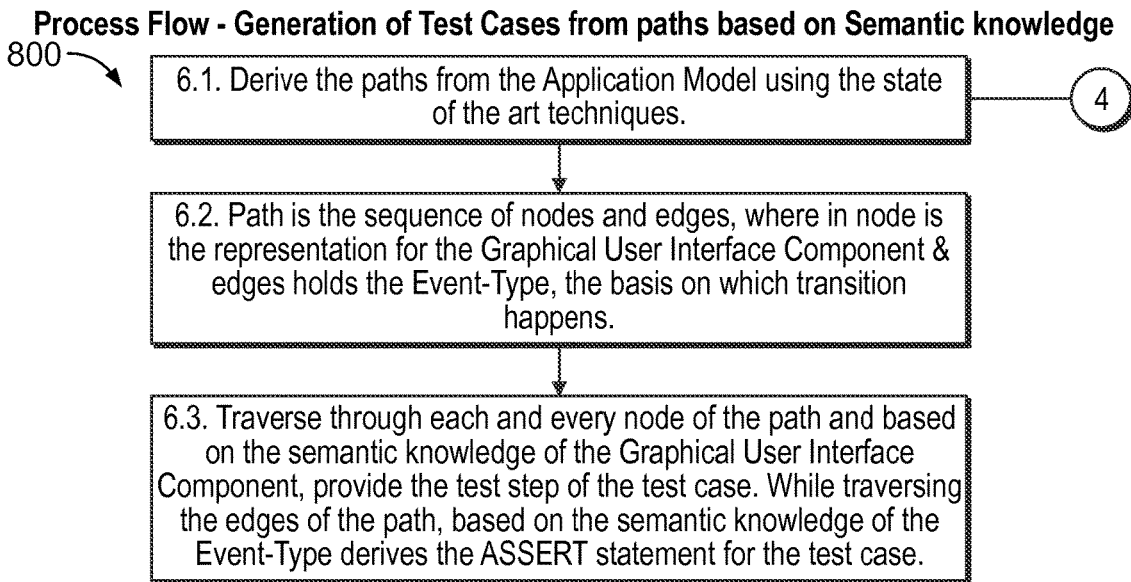 Process Flow - Generation of Test Cases from paths based on Semantic knowledge
800
6.1. Derive the paths from the Application Model using the state
of the art techniques.
4
6.2. Path is the sequence of nodes and edges, where in node is
the representation for the Graphical User Interface Component &
edges holds the Event-Type, the basis on which transition
happens.
6.3. Traverse through each and every node of the path and based
on the semantic knowledge of the Graphical User Interface
Component, provide the test step of the test case. While traversing
the edges of the path, based on the semantic knowledge of the
Event-Type derives the ASSERT statement for the test case.